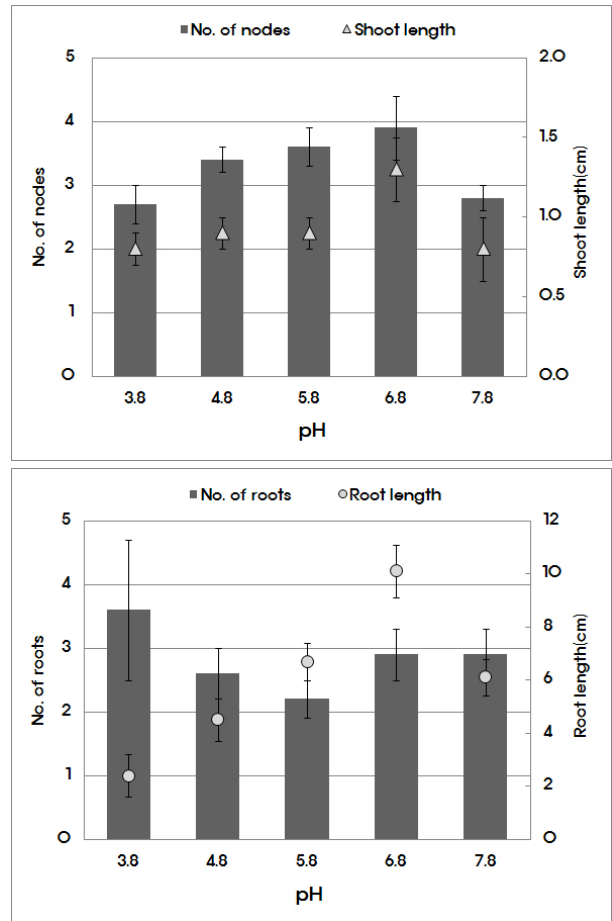 No. of nodes Shoot length
5 2.0
4 1.5
3 1.0
2 0.5
1 0.0
0
No. of nodes
Shoot length(cm)
3.8 4.8 5.8 6.8 7.8
pH
No. of roots Root length
5 12
4 10
3 8
2 6
1 4
0 2
0
No. of roots
Root length(cm)
3.8 4.8 5.8 6.8 7.8
pH